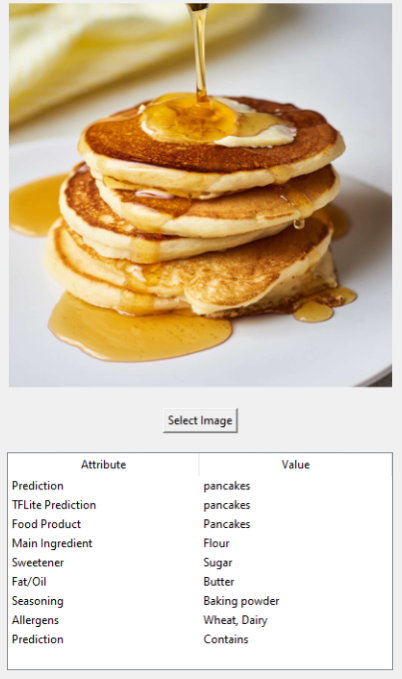 Select Image
Attribute Value
Prediction pancakes
TFLite Prediction pancakes
Food Product Pancakes
Main Ingredient Flour
Sweetener Sugar
Fat/Oil Butter
Seasoning Baking powder
Allergens Wheat, Dairy
Prediction Contains